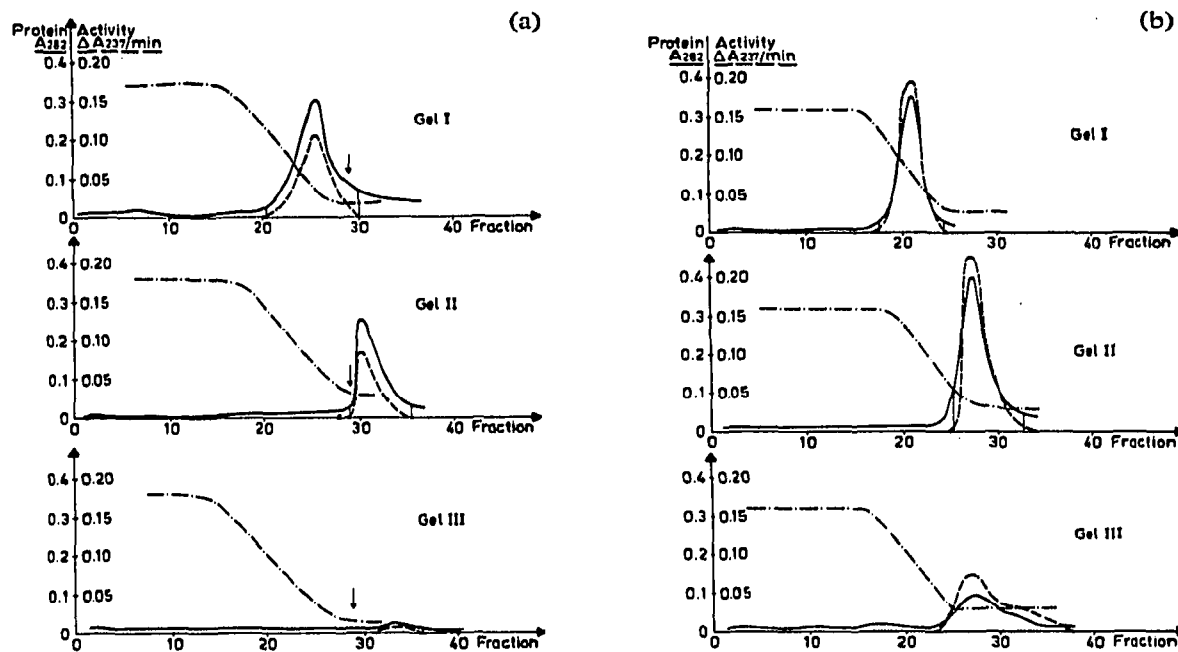 (a)
Protein Activity
A282 ΔA237/min
0.4 0.20
0.3 0.15
0.2 0.10
0.1 0.05
0
Gel I
10 20 30 40 Fraction
0.4 0.20
0.3 0.15
0.2 0.10
0.1 0.05
0
Gel II
10 20 30 40 Fraction
0.4 0.20
0.3 0.15
0.2 0.10
0.1 0.05
0
Gel III
0 10 20 30 40 Fraction
(b)
Protein Activity
A282 ΔA237/min
0.4 0.20
0.3 0.15
0.2 0.10
0.1 0.05
0
Gel I
0 10 20 30 40 Fraction
0.4 0.20
0.3 0.15
0.2 0.10
0.1 0.05
0
Gel II
0 10 20 30 40 Fraction
0.4 0.20
0.3 0.15
0.2 0.10
0.1 0.05
0
Gel III
0 10 20 30 40 Fraction